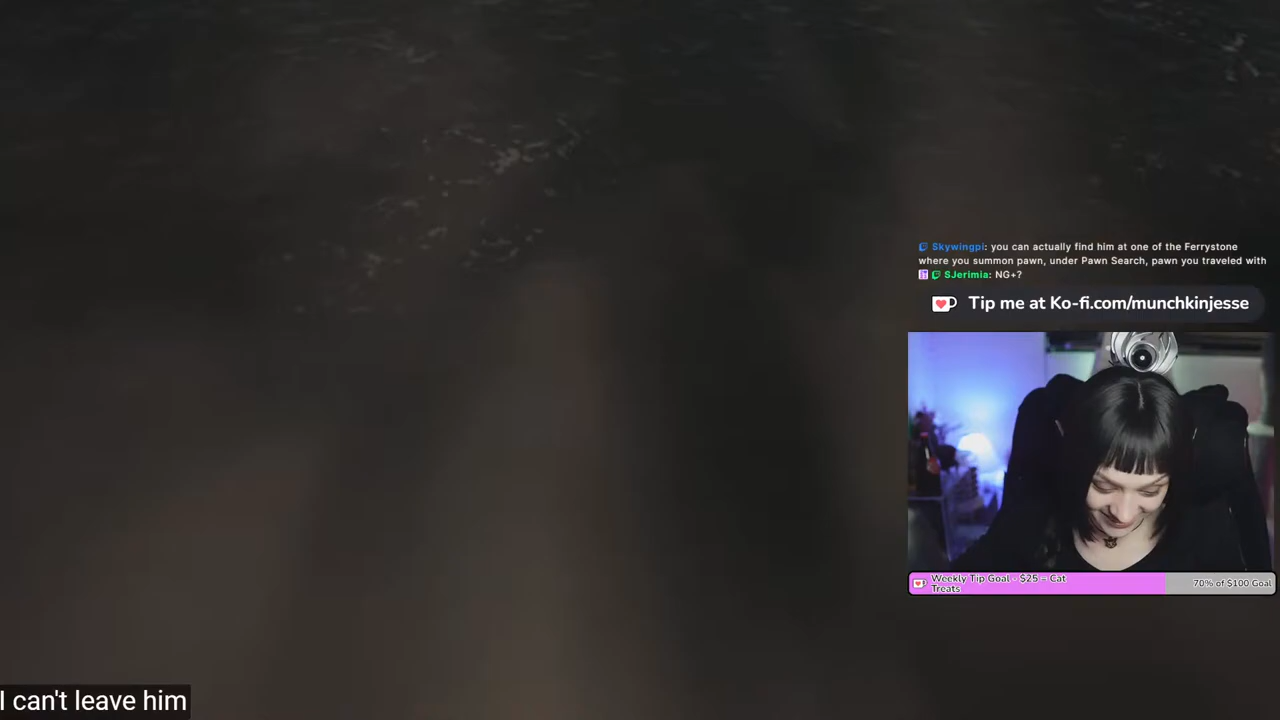 Skywingpi: you can actually find him at one of the Ferrystone
where you summon pawn, under Pawn Search, pawn you traveled with
SJerimia: NG+?
Tip me at Ko-fi.com/munchkinjesse
Weekly Tip Goal - $25 = Cat
Treats
70% of $100 Goal
I can't leave him